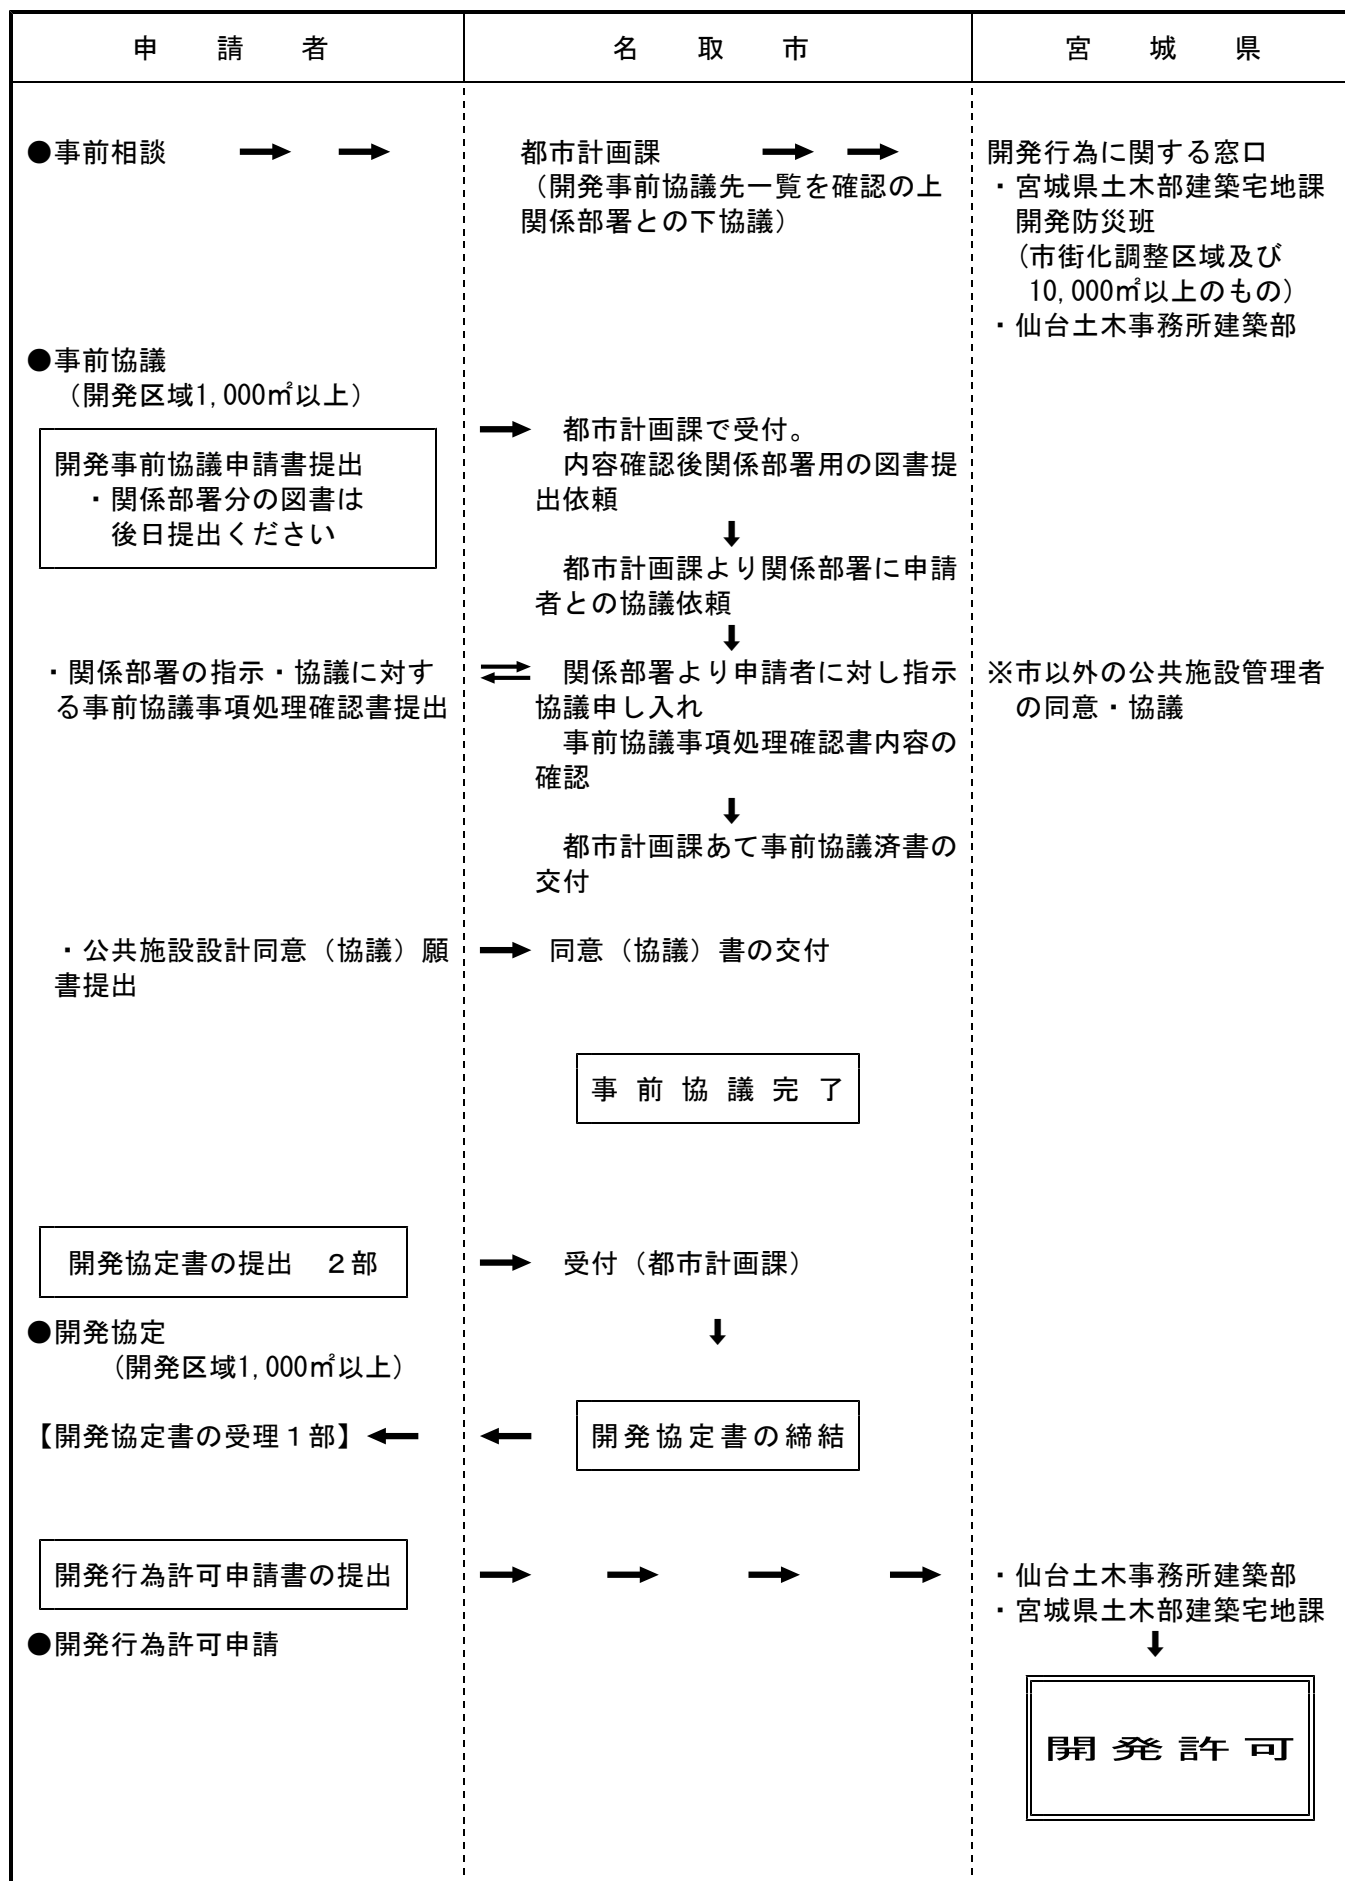 申請者
名取市
宮城県
●事前相談 ➡ ➡
都市計画課 ➡ ➡
（開発事前協議先一覧を確認の上
関係部署との下協議）
開発行為に関する窓口
・宮城県土木部建築宅地課
開発防災班
（市街化調整区域及び
10,000㎡以上のもの）
・仙台土木事務所建築部
●事前協議
（開発区域1,000㎡以上）
開発事前協議申請書提出
・関係部署分の図書は
後日提出ください
➡ 都市計画課で受付。
内容確認後関係部署用の図書提
出依頼
⬇
都市計画課より関係部署に申請
者との協議依頼
⬇
・関係部署の指示・協議に対す
る事前協議事項処理確認書提出
⇄ 関係部署より申請者に対し指示
協議申し入れ
事前協議事項処理確認書内容の
確認
⬇
都市計画課あて事前協議済書の
交付
※市以外の公共施設管理者
の同意・協議
・公共施設設計同意（協議）願
書提出
➡ 同意（協議）書の交付
事前協議完了
開発協定書の提出　２部
➡ 受付（都市計画課）
●開発協定
（開発区域1,000㎡以上）
⬇
【開発協定書の受理１部】⬅
⬅ 開発協定書の締結
開発行為許可申請書の提出
➡ ➡ ➡ ➡
・仙台土木事務所建築部
・宮城県土木部建築宅地課
●開発行為許可申請
⬇
開発許可